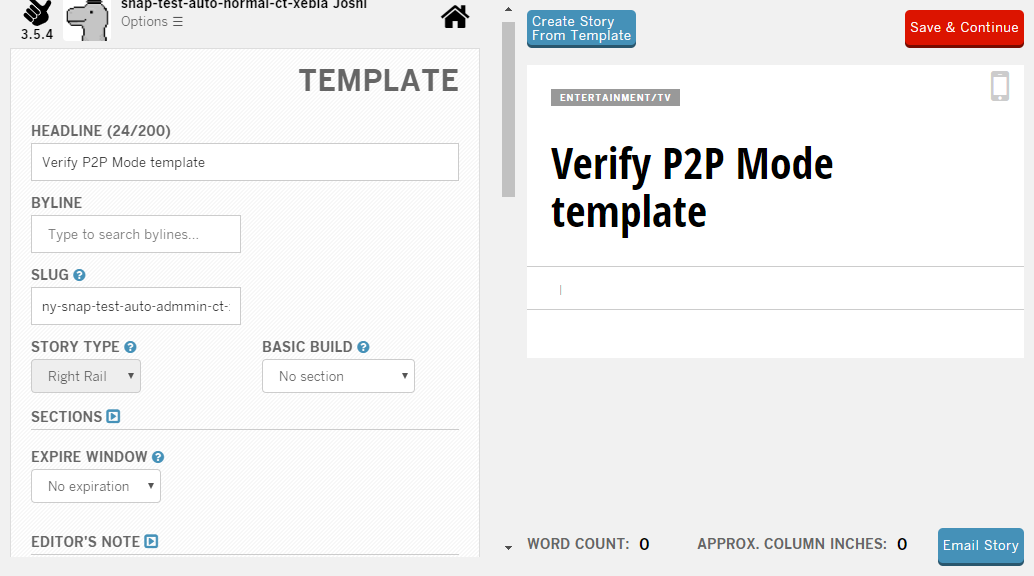 snap-test-auto-normal-ct-xebia Joshi
Options ☰
3.5.4
TEMPLATE
HEADLINE (24/200)
Verify P2P Mode template
BYLINE
Type to search bylines...
SLUG ?
ny-snap-test-auto-admmin-ct-
STORY TYPE ?
BASIC BUILD ?
Right Rail
No section
SECTIONS
EXPIRE WINDOW ?
No expiration
EDITOR'S NOTE
Create Story
From Template
Save & Continue
ENTERTAINMENT/TV
Verify P2P Mode
template
|
WORD COUNT: 0
APPROX. COLUMN INCHES: 0
Email Story